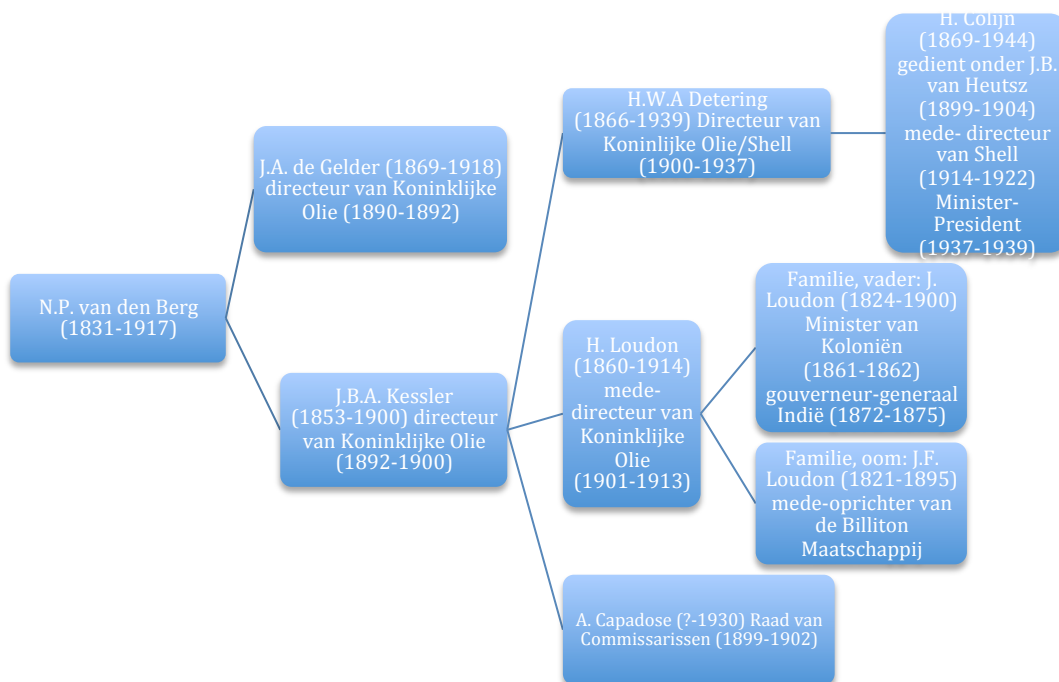 N.P. van den Berg
(1831-1917)
J.A. de Gelder (1869-1918)
directeur van Koninklijke
Olie (1890-1892)
J.B.A. Kessler
(1853-1900) directeur
van Koninklijke Olie
(1892-1900)
H.W.A Detering
(1866-1939) Directeur van
Koninlijke Olie/Shell
(1900-1937)
H. Colijn
(1869-1944)
gedient onder J.B.
van Heutsz
(1899-1904)
mede- directeur
van Shell
(1914-1922)
Minister-
President
(1937-1939)
H. Loudon
(1860-1914)
mede-
directeur van
Koninklijke
Olie
(1901-1913)
Familie, vader: J.
Loudon (1824-1900)
Minister van
Koloniën
(1861-1862)
gouverneur-generaal
Indië (1872-1875)
Familie, oom: J.F.
Loudon (1821-1895)
mede-oprichter van
de Billiton
Maatschappij
A. Capadose (?-1930) Raad van
Commissarissen (1899-1902)